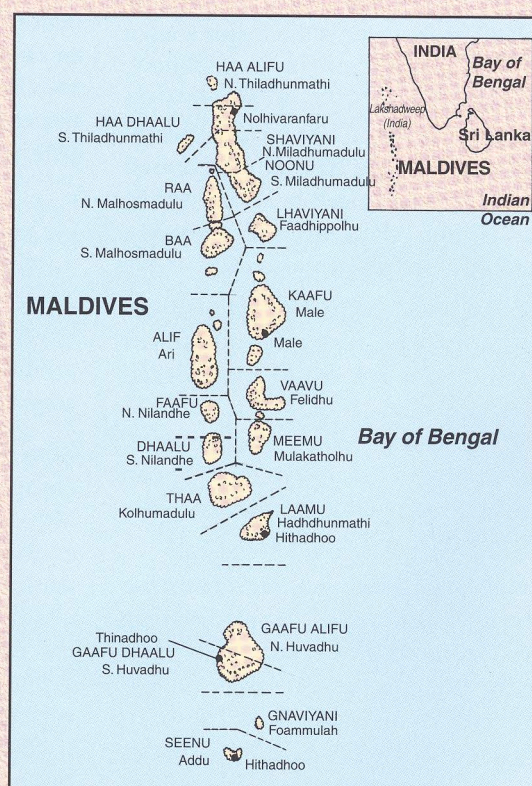 HAA ALIFU
N. Thiladhunmathi
Nolhivaranfaru
HAA DHAALU
S. Thiladhunmathi
SHAVIYANI
N.Miladhumadulu
NOONU
S. Miladhumadulu
RAA
N. Malhosmadulu
LHAVIYANI
Faadhippolhu
BAA
S. Malhosmadulu
MALDIVES
KAAFU
Male
Male
ALIF
Ari
VAAVU
Felidhu
FAAFU
N. Nilandhe
DHAALU
S. Nilandhe
MEEMU
Mulakatholhu
Bay of Bengal
THAA
Kolhumadulu
LAAMU
Hadhdhunmathi
Hithadhoo
GAAFU ALIFU
N. Huvadhu
Thinadhoo
GAAFU DHAALU
S. Huvadhu
GNAVIYANI
Foammulah
SEENU
Addu
Hithadhoo
INDIA
Bay of
Bengal
Lakshadweep
(India)
Sri Lanka
MALDIVES
Indian
Ocean